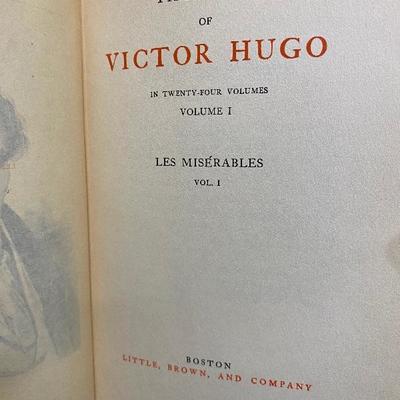 OF
VICTOR HUGO
IN TWENTY-FOUR VOLUMES
VOLUME I
LES MISÉRABLES
VOL. I
BOSTON
LITTLE, BROWN, AND COMPANY